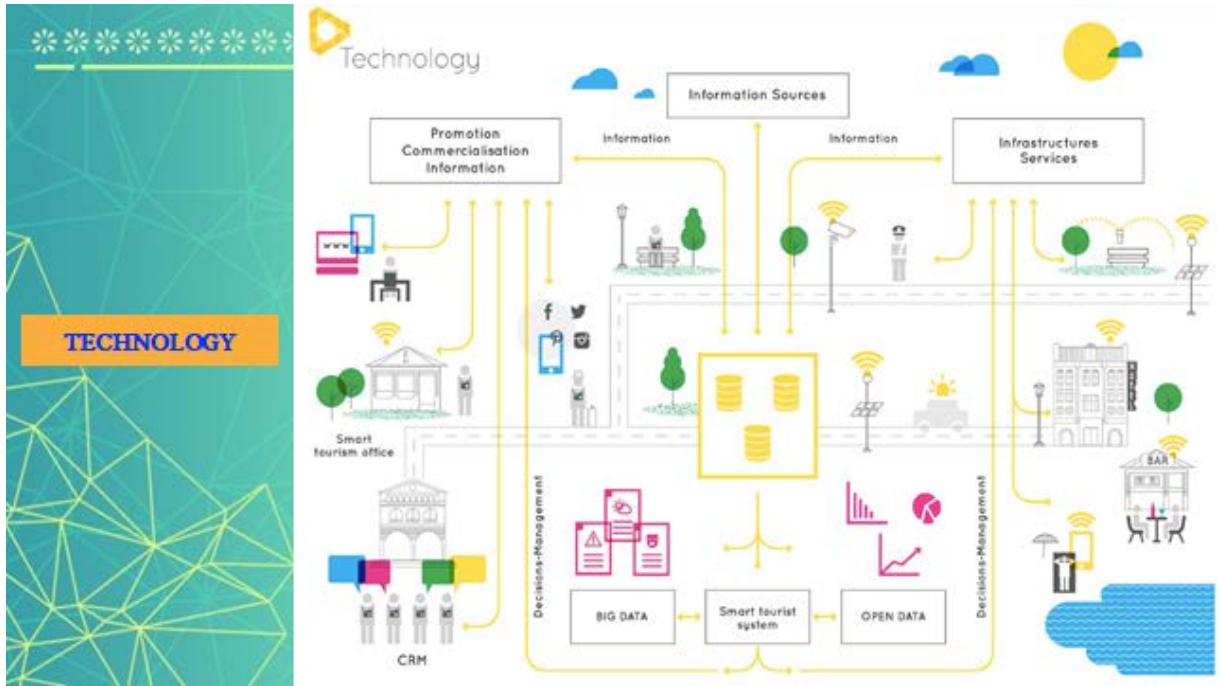 TECHNOLOGY
Technology
Information Sources
Promotion
Commercialisation
Information
Information
Information
Infrastructures
Services
Smart
tourism office
BAR
Decisions-Management
Decisions-Management
BIG DATA
Smart tourist
system
OPEN DATA
CRM